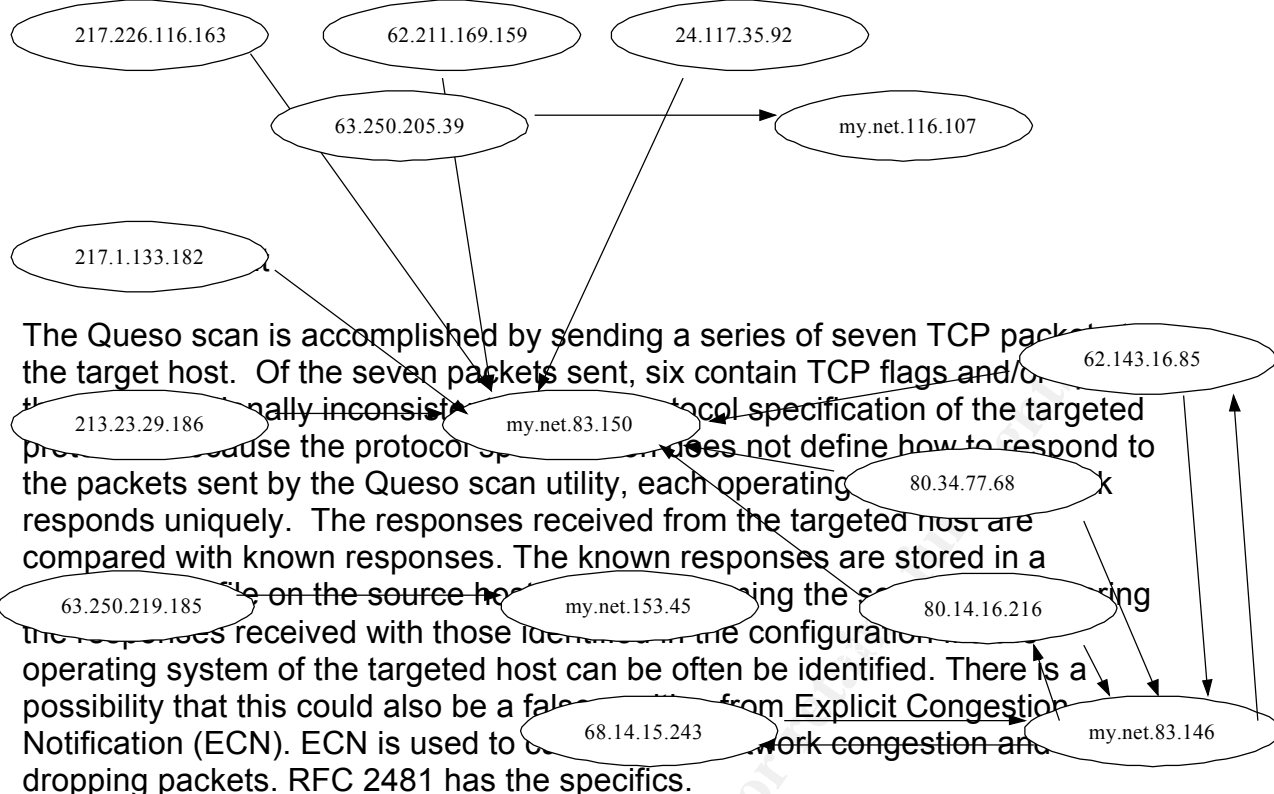 217.226.116.163 62.211.169.159 24.117.35.92
63.250.205.39 my.net.116.107
217.1.133.182
The Queso scan is accomplished by sending a series of seven TCP
62.143.16.85
the target host. Of the seven packets sent, six contain TCP flags
213.23.29.186 my.net.83.150
specification of the targeted
the protocol does not define how to respond to
the packets sent by the Queso scan utility, each operating
80.34.77.68
responds uniquely. The responses received from the targeted host are
compared with known responses. The known responses are stored in a
63.250.219.185 on the source my.net.153.45 the 80.14.16.216
the responses received with those identified in the configuration
operating system of the targeted host can be often be identified. There is a
possibility that this could also be a from Explicit Congestion
68.14.15.243 my.net.83.146
Notification (ECN). ECN is used to congestion and
dropping packets. RFC 2481 has the specifics.